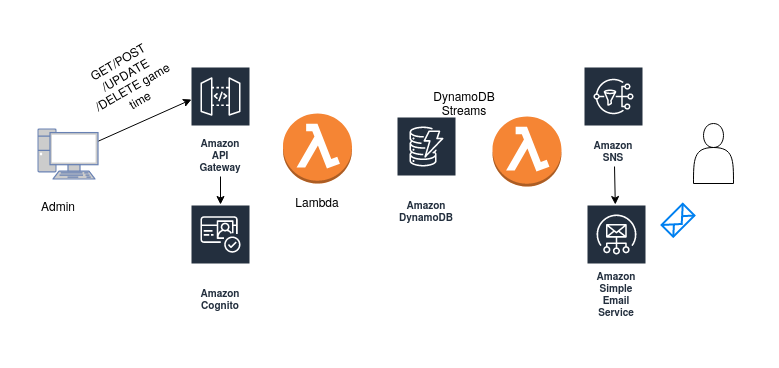 GET/POST
/UPDATE
/DELETE game
time
Admin
Amazon
API
Gateway
Amazon
Cognito
Lambda
DynamoDB
Streams
Amazon
DynamoDB
Amazon
SNS
Amazon
Simple
Email
Service